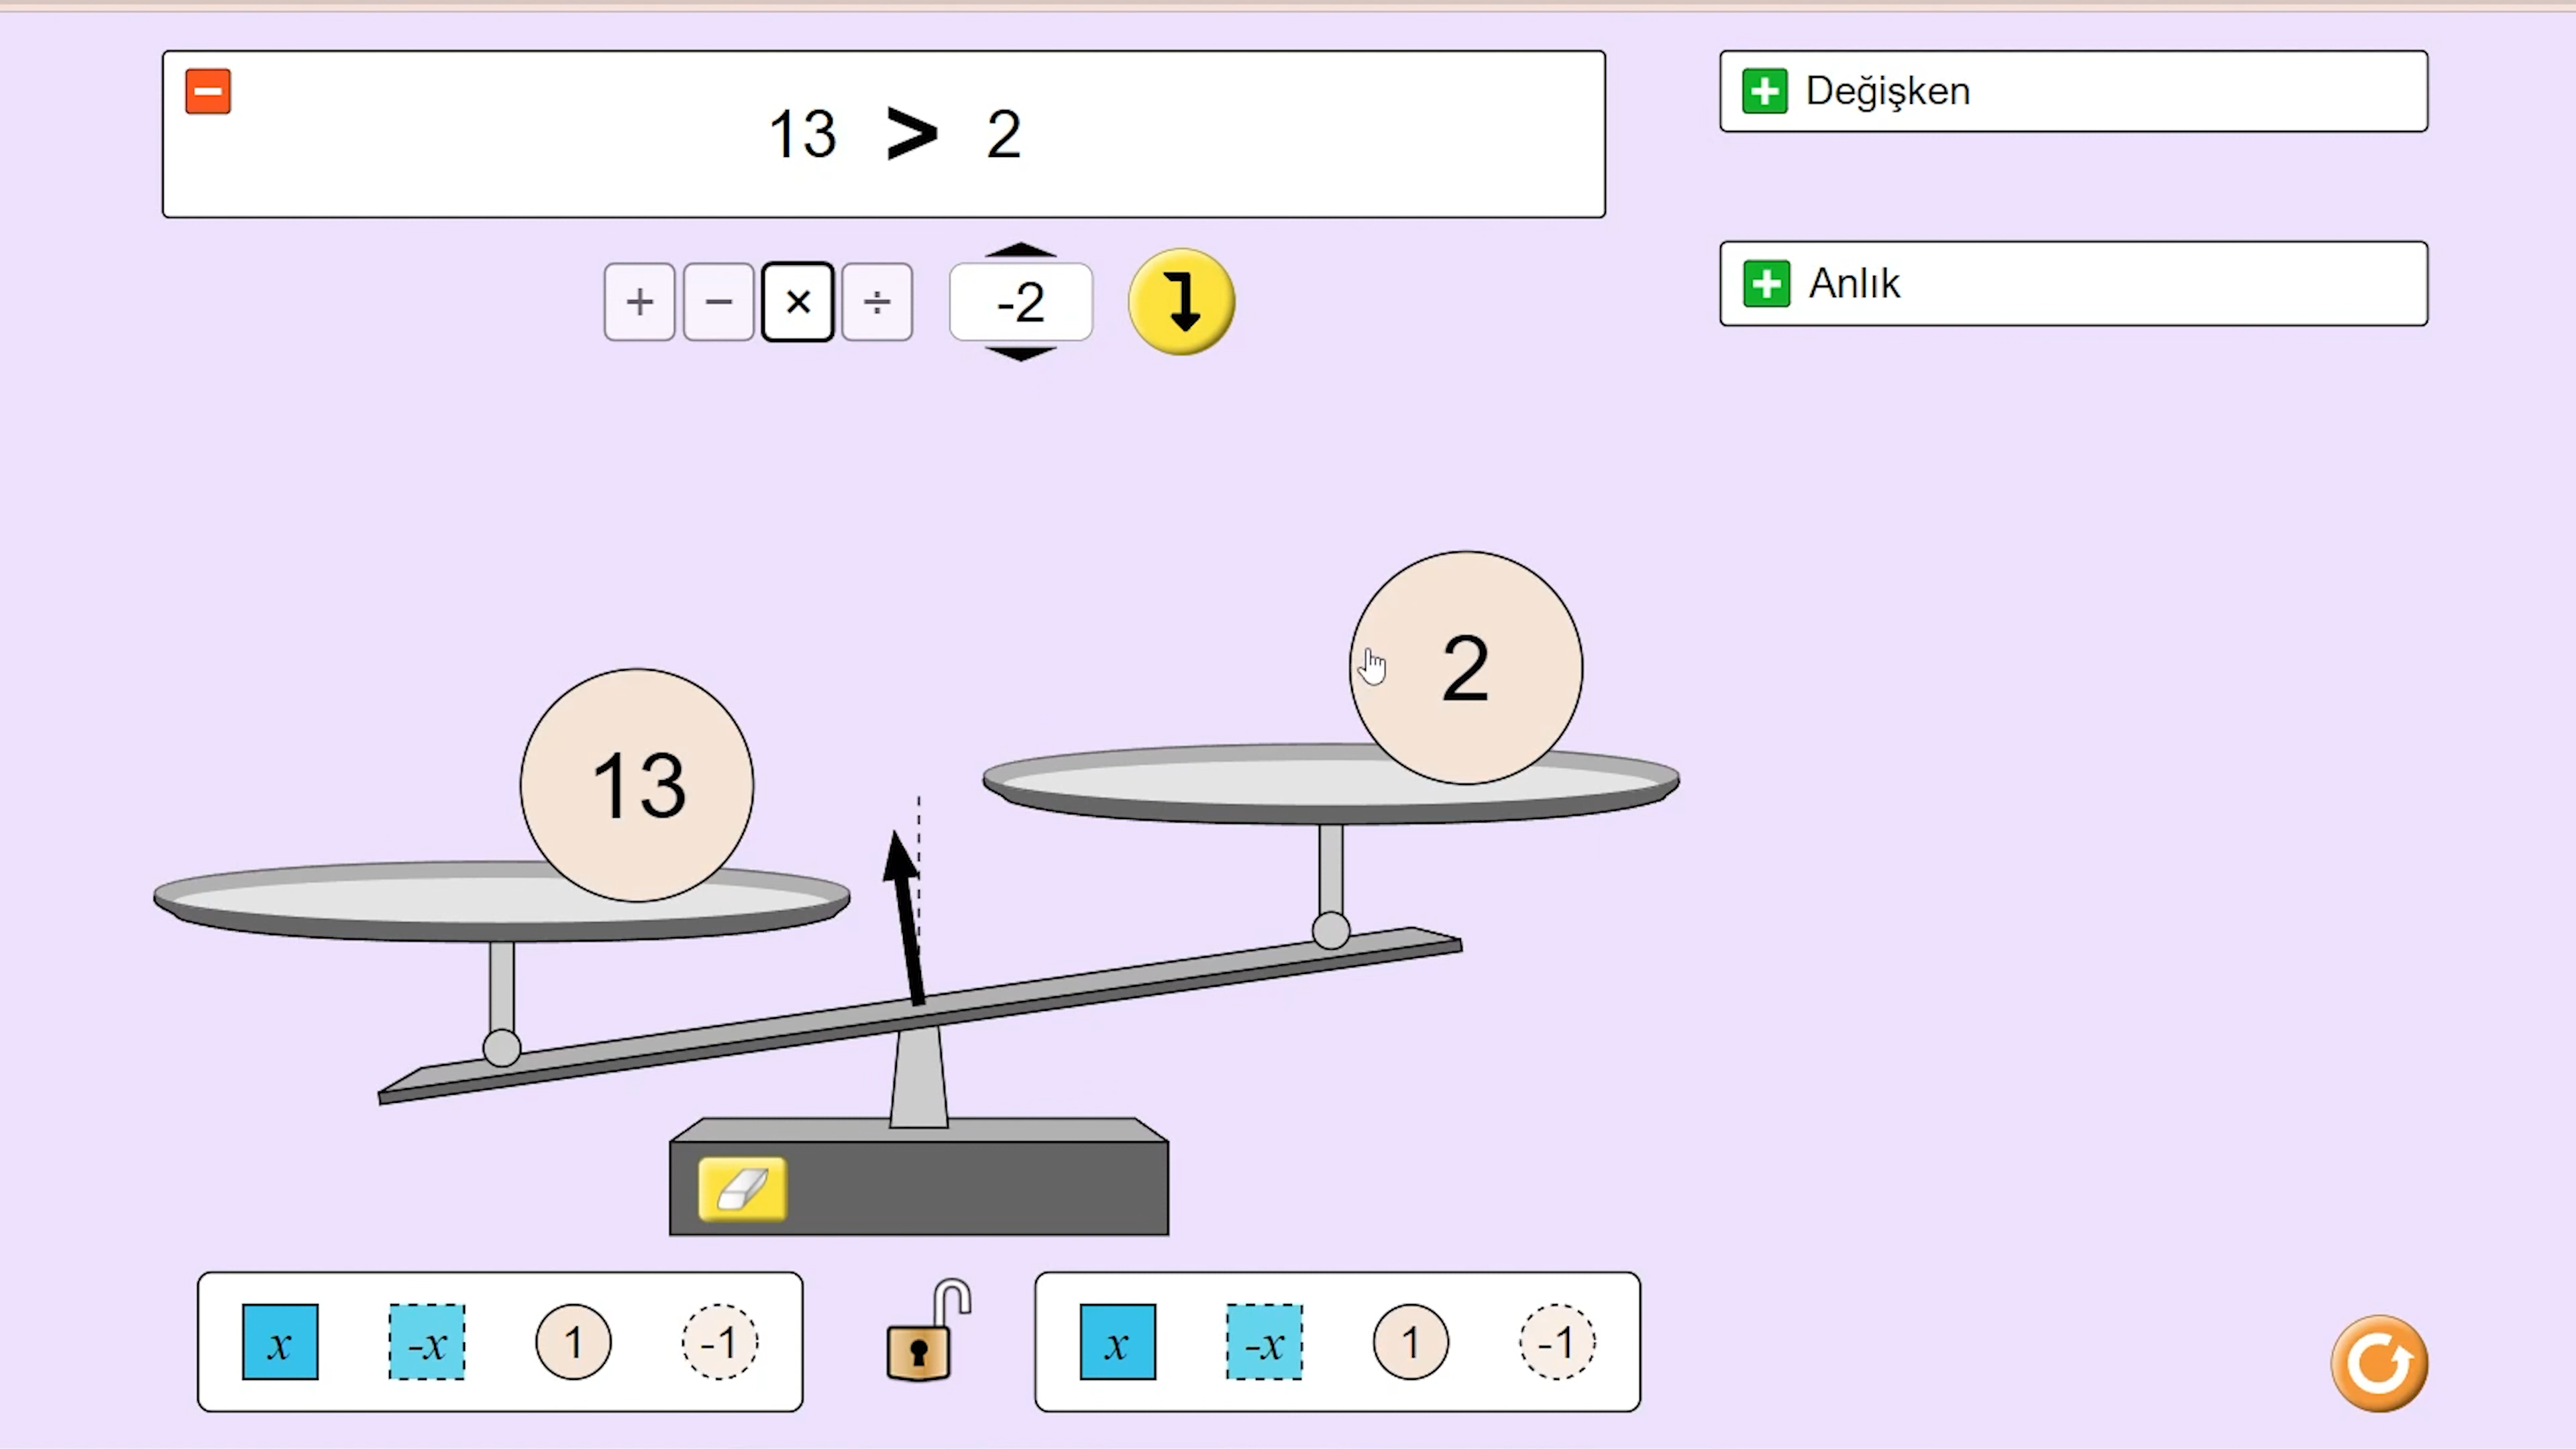 13 > 2
Değişken
+ − × ÷ -2
Anlık
2
13
x -x 1 -1
x -x 1 -1